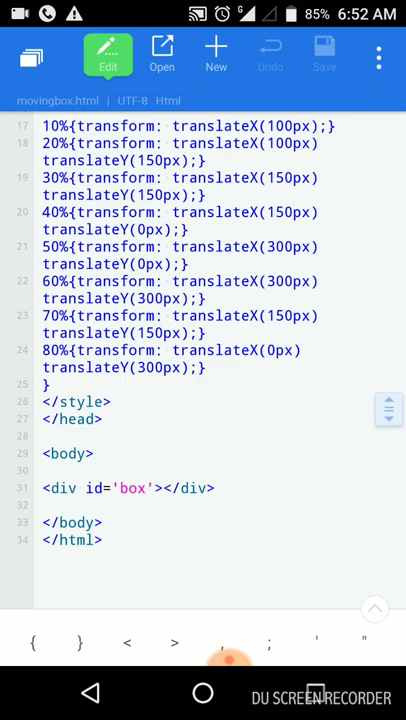 G
85% 6:52 AM
Edit
Open
New
Undo
Save
movingbox.html | UTF-8 Html
17 10%{transform: translateX(100px);}
18 20%{transform: translateX(100px)
translateY(150px);}
19 30%{transform: translateX(150px)
translateY(150px);}
20 40%{transform: translateX(150px)
translateY(0px);}
21 50%{transform: translateX(300px)
translateY(0px);}
22 60%{transform: translateX(300px)
translateY(300px);}
23 70%{transform: translateX(150px)
translateY(150px);}
24 80%{transform: translateX(0px)
translateY(300px);}
25 }
26 </style>
27 </head>
28
29 <body>
30
31 <div id='box'></div>
32
33 </body>
34 </html>
{ } < > , ; ' "
DU SCREEN RECORDER